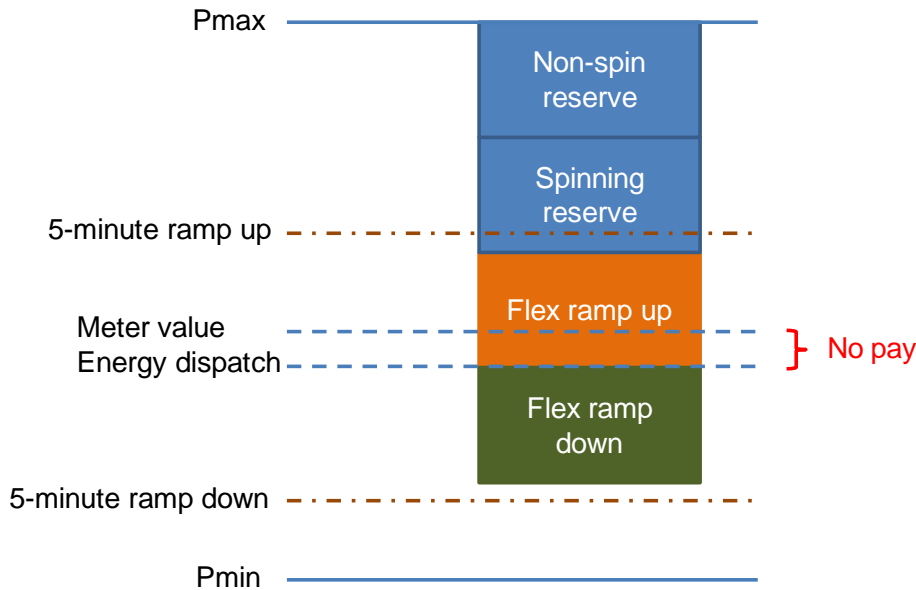 Pmax
Non-spin
reserve
Spinning
reserve
5-minute ramp up
Flex ramp up
Meter value
Energy dispatch
No pay
Flex ramp
down
5-minute ramp down
Pmin